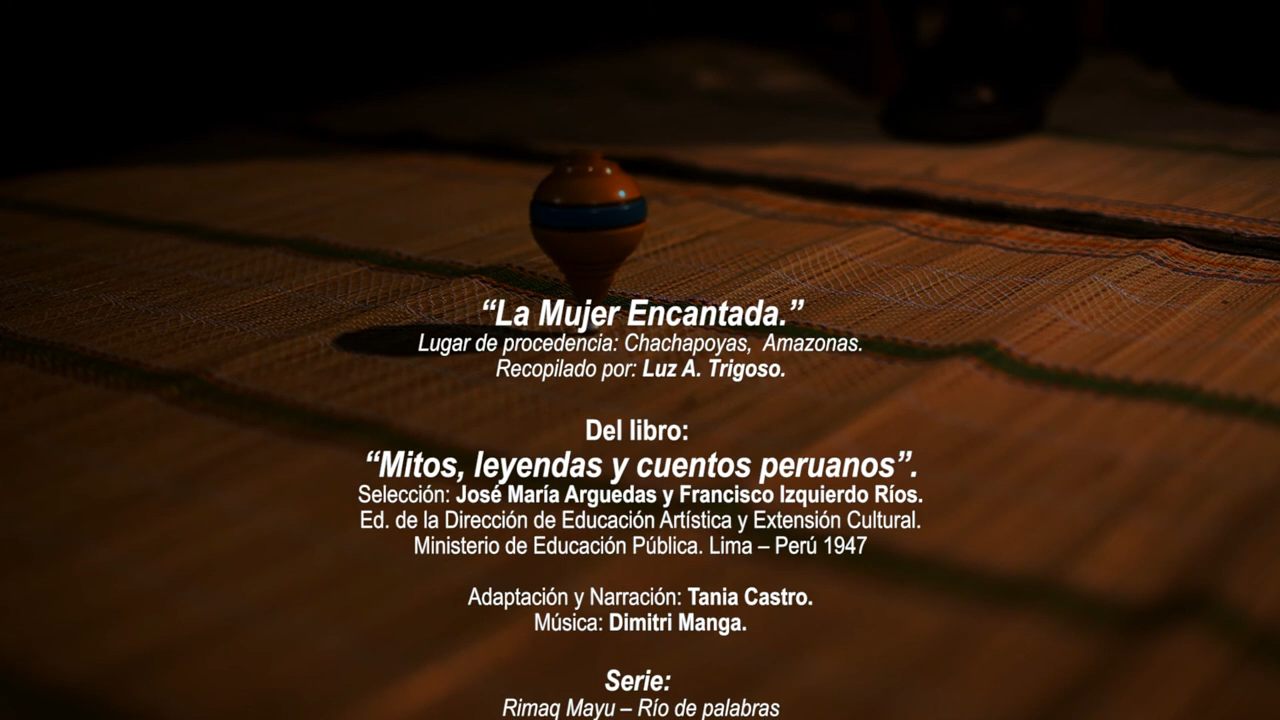 “La Mujer Encantada.”
Lugar de procedencia: Chachapoyas, Amazonas.
Recopilado por: Luz A. Trigoso.
Del libro:
“Mitos, leyendas y cuentos peruanos”.
Selección: José María Arguedas y Francisco Izquierdo Ríos.
Ed. de la Dirección de Educación Artística y Extensión Cultural.
Ministerio de Educación Pública. Lima – Perú 1947
Adaptación y Narración: Tania Castro.
Música: Dimitri Manga.
Serie:
Rimaq Mayu – Río de palabras